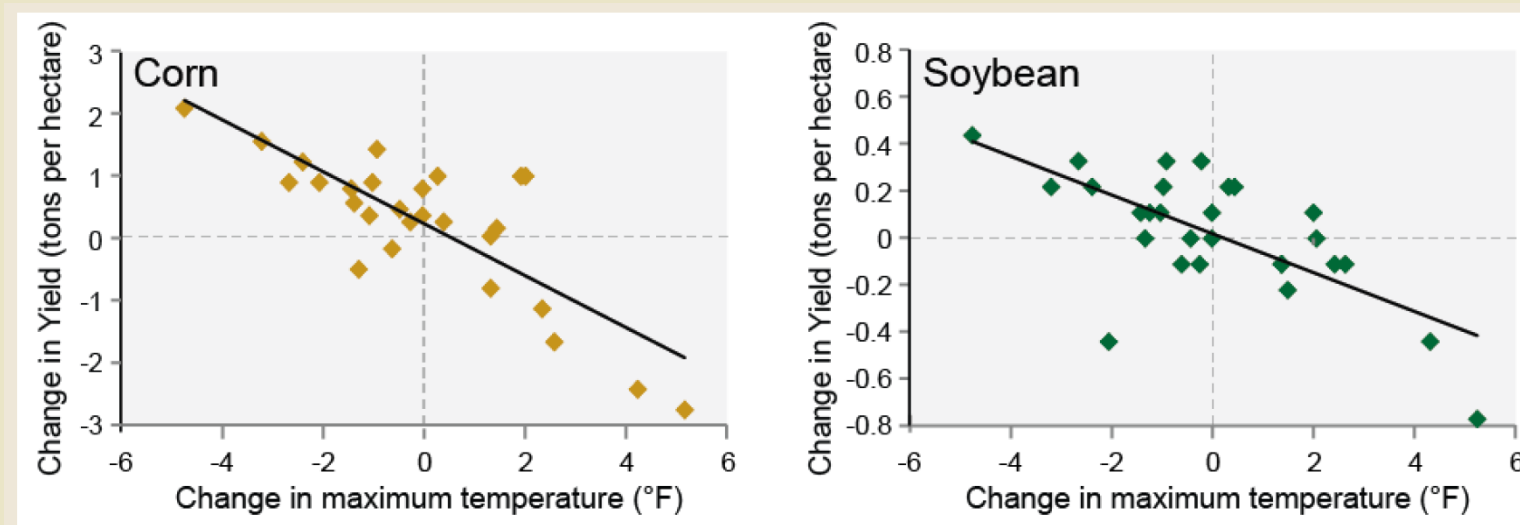 Corn
Change in Yield (tons per hectare)
3
2
1
0
-1
-2
-3
-6 -4 -2 0 2 4 6
Change in maximum temperature (°F)
Soybean
Change in Yield (tons per hectare)
0.8
0.6
0.4
0.2
0
-0.2
-0.4
-0.6
-0.8
-6 -4 -2 0 2 4 6
Change in maximum temperature (°F)